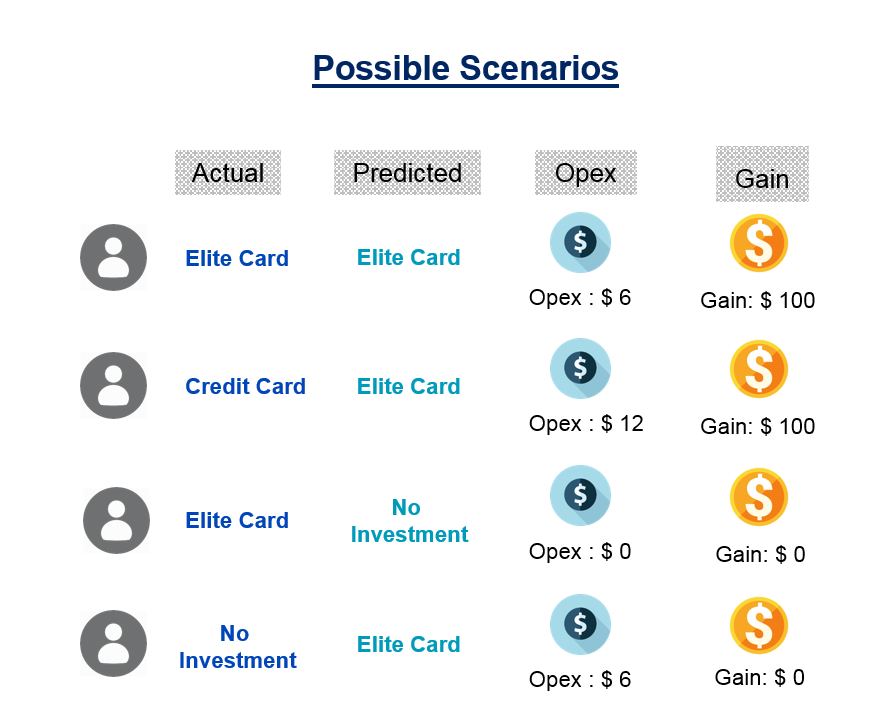 Possible Scenarios
Actual Predicted Opex Gain
Elite Card Elite Card $ $
Opex : $ 6 Gain: $ 100
Credit Card Elite Card $ $
Opex : $ 12 Gain: $ 100
Elite Card No $ $
Investment
Opex : $ 0 Gain: $ 0
No Elite Card $ $
Investment
Opex : $ 6 Gain: $ 0